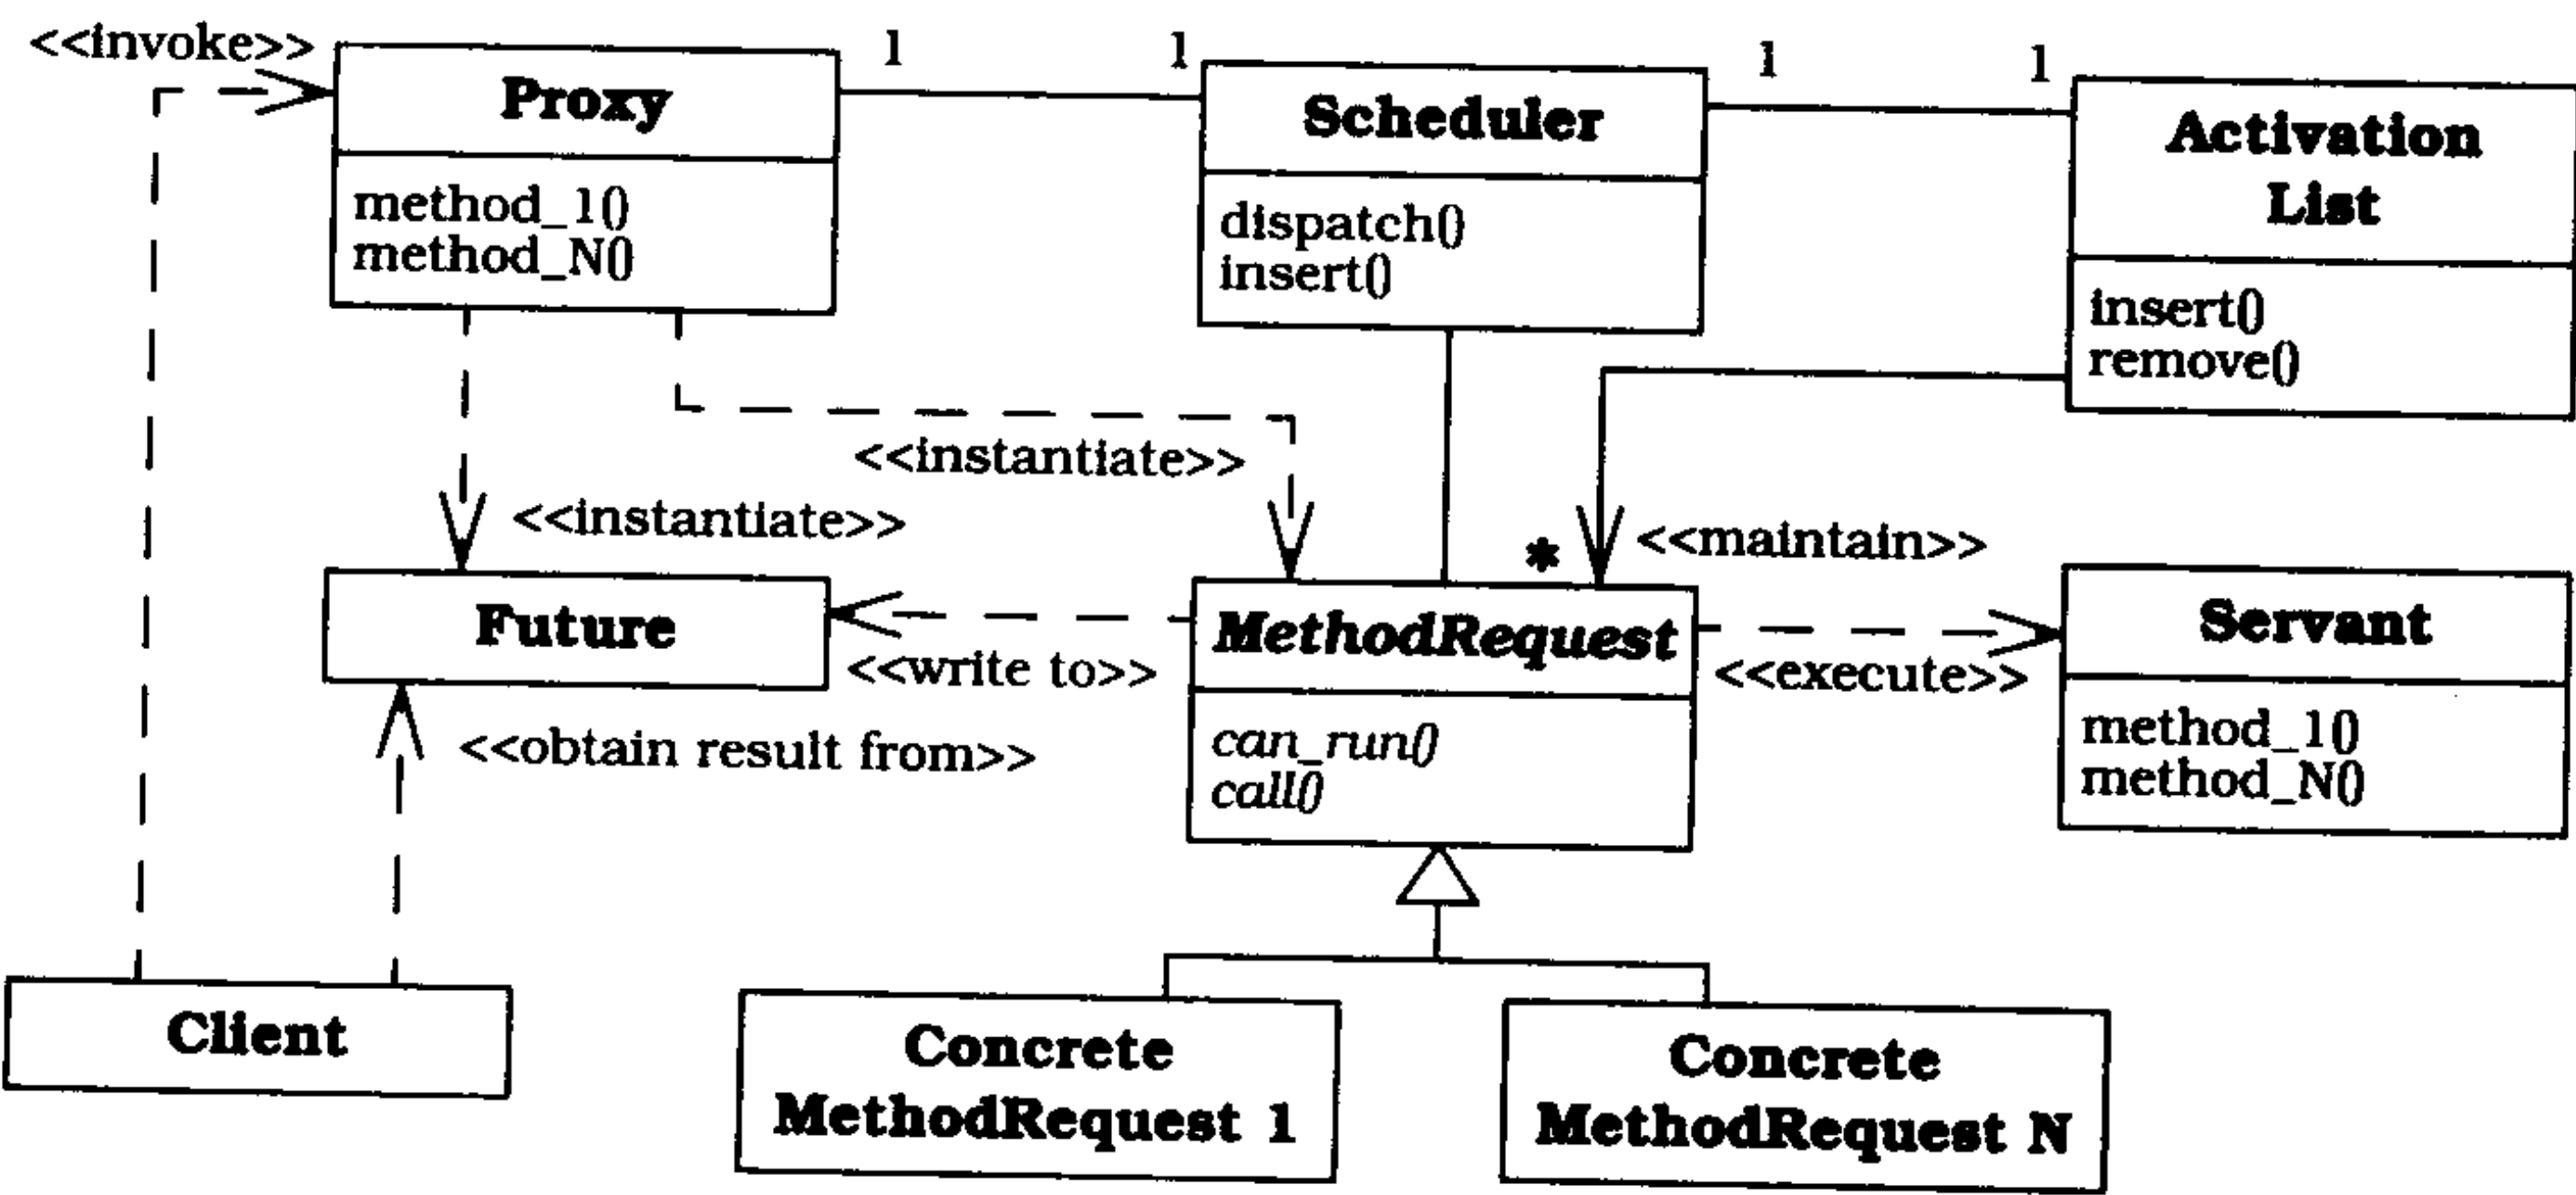 <<invoke>>
Proxy
method_1()
method_N()
1
1
Scheduler
dispatch()
insert()
1
1
Activation
List
insert()
remove()
<<instantiate>>
<<instantiate>>
*
<<maintain>>
Future
<<write to>>
MethodRequest
can_run()
call()
<<execute>>
Servant
method_1()
method_N()
<<obtain result from>>
Client
Concrete
MethodRequest 1
Concrete
MethodRequest N